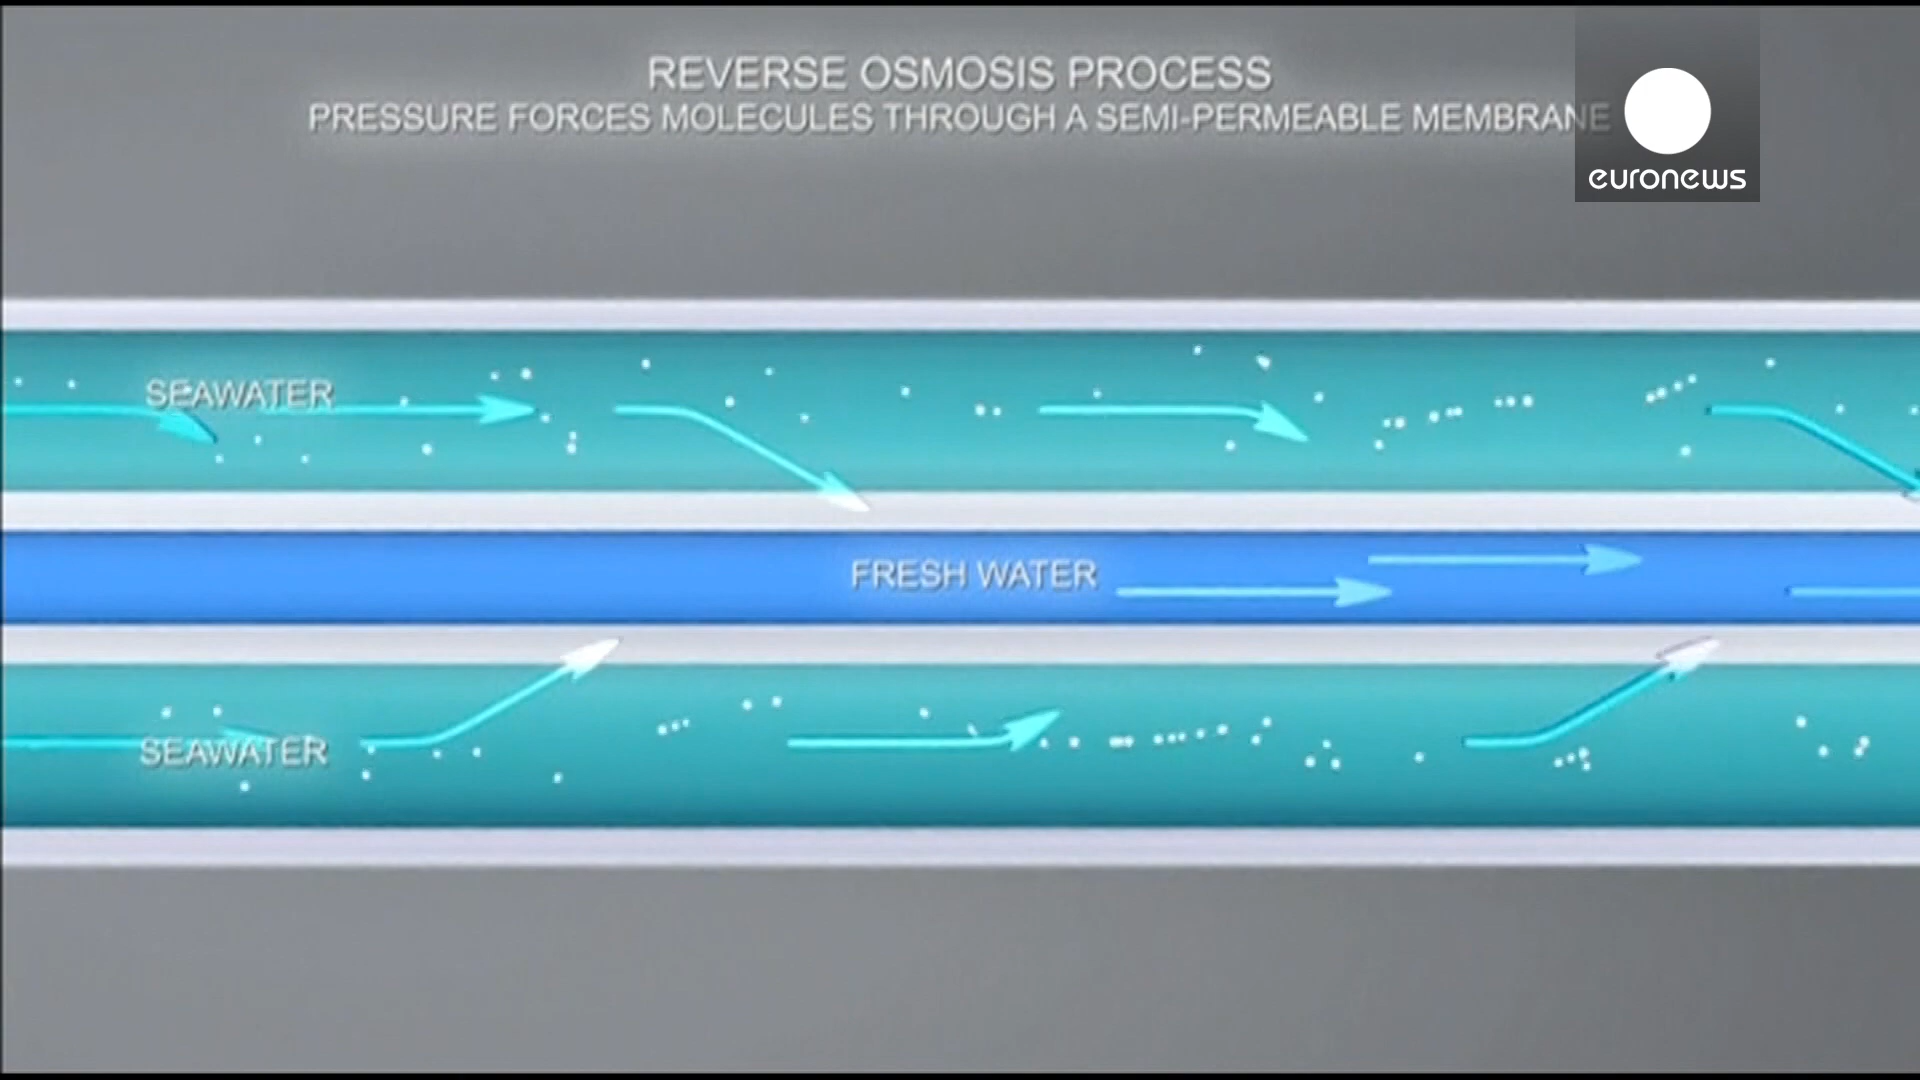 REVERSE OSMOSIS PROCESS
PRESSURE FORCES MOLECULES THROUGH A SEMI-PERMEABLE MEMBRANE
euronews
SEAWATER
FRESH WATER
SEAWATER